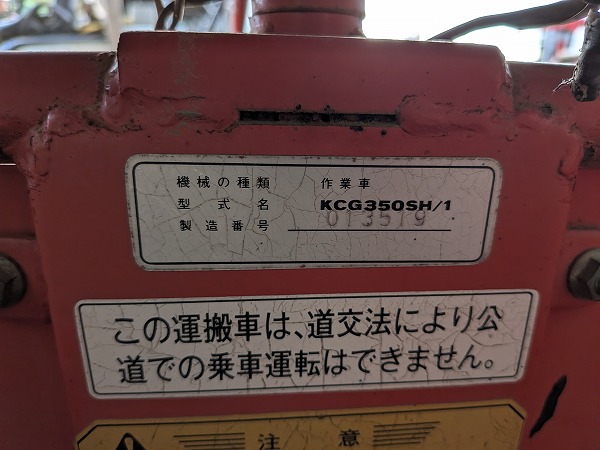 機械の種類 作業車
型式名 KCG350SH/1
製造番号 013519
この運搬車は、道交法により公
道での乗車運転はできません。
注意